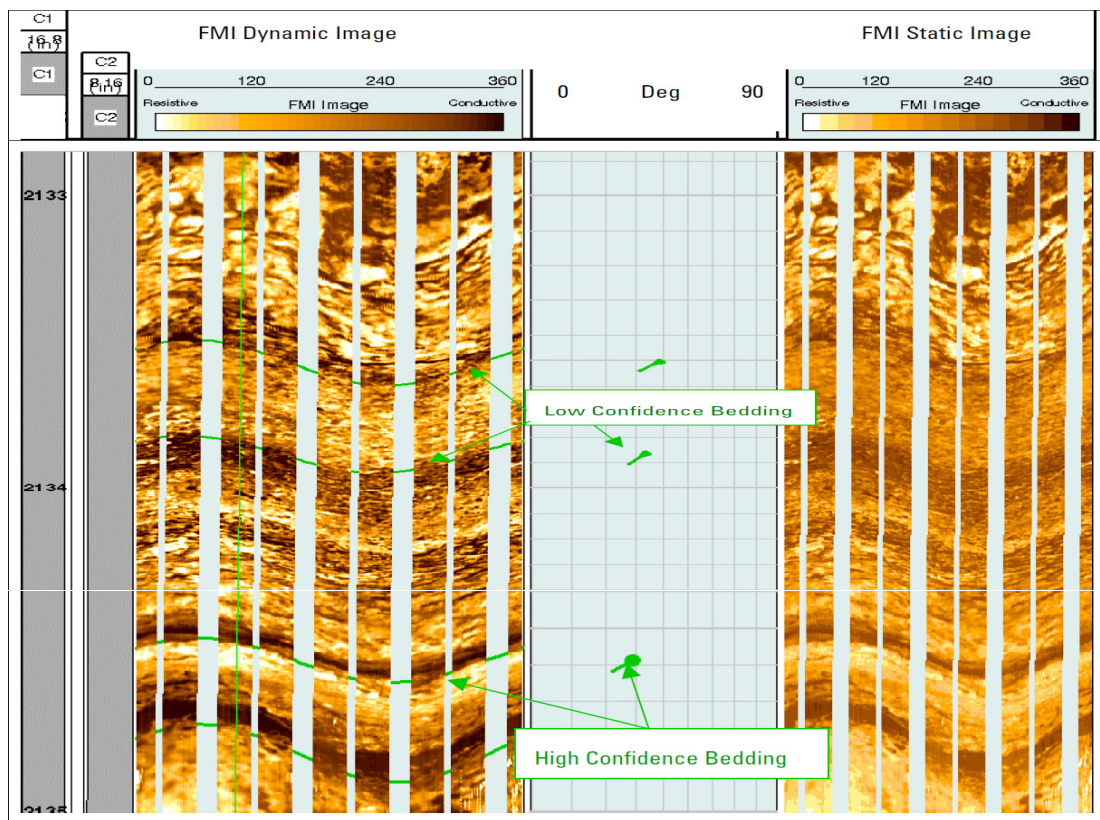 C1
16 8
(in)
C1
C2
8 16
(in)
C2
FMI Dynamic Image
0 120 240 360
Resistive FMI Image Conductive
0 Deg 90
FMI Static Image
0 120 240 360
Resistive FMI Image Conductive
2133
Low Confidence Bedding
2134
High Confidence Bedding
2135